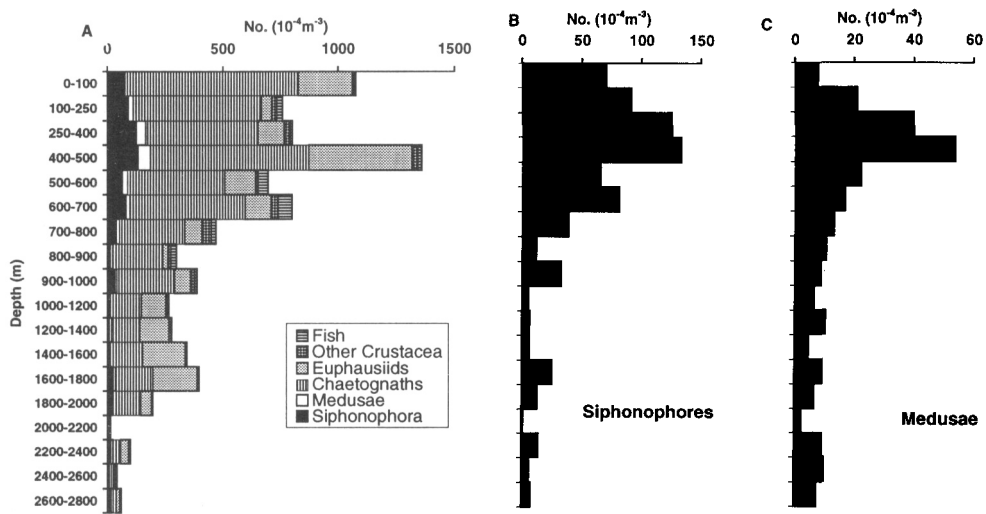 A
No. (10⁻⁴m⁻³)
0 500 1000 1500
Depth (m)
0-100
100-250
250-400
400-500
500-600
600-700
700-800
800-900
900-1000
1000-1200
1200-1400
1400-1600
1600-1800
1800-2000
2000-2200
2200-2400
2400-2600
2600-2800
Fish
Other Crustacea
Euphausiids
Chaetognaths
Medusae
Siphonophora
B
No. (10⁻⁴m⁻³)
0 50 100 150
Siphonophores
C
No. (10⁻⁴m⁻³)
0 20 40 60
Medusae